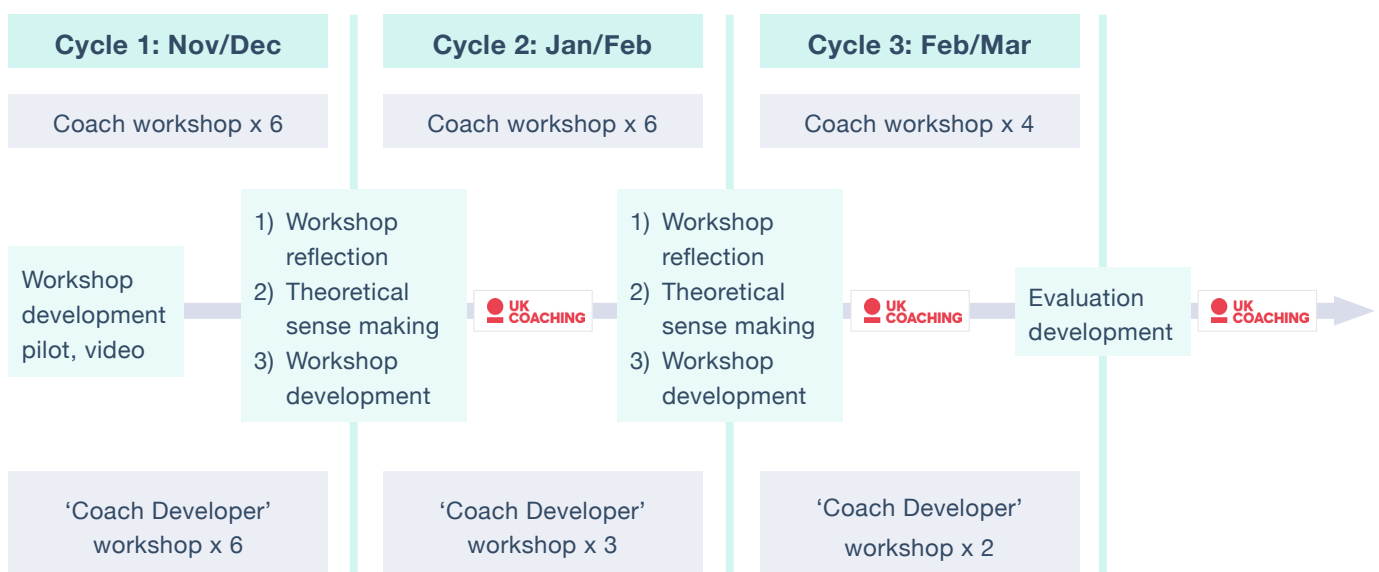 Cycle 1: Nov/Dec
Cycle 2: Jan/Feb
Cycle 3: Feb/Mar
Coach workshop x 6
Coach workshop x 6
Coach workshop x 4
Workshop
development
pilot, video
1) Workshop
reflection
2) Theoretical
sense making
3) Workshop
development
UK
COACHING
1) Workshop
reflection
2) Theoretical
sense making
3) Workshop
development
UK
COACHING
Evaluation
development
UK
COACHING
‘Coach Developer’
workshop x 6
‘Coach Developer’
workshop x 3
‘Coach Developer’
workshop x 2